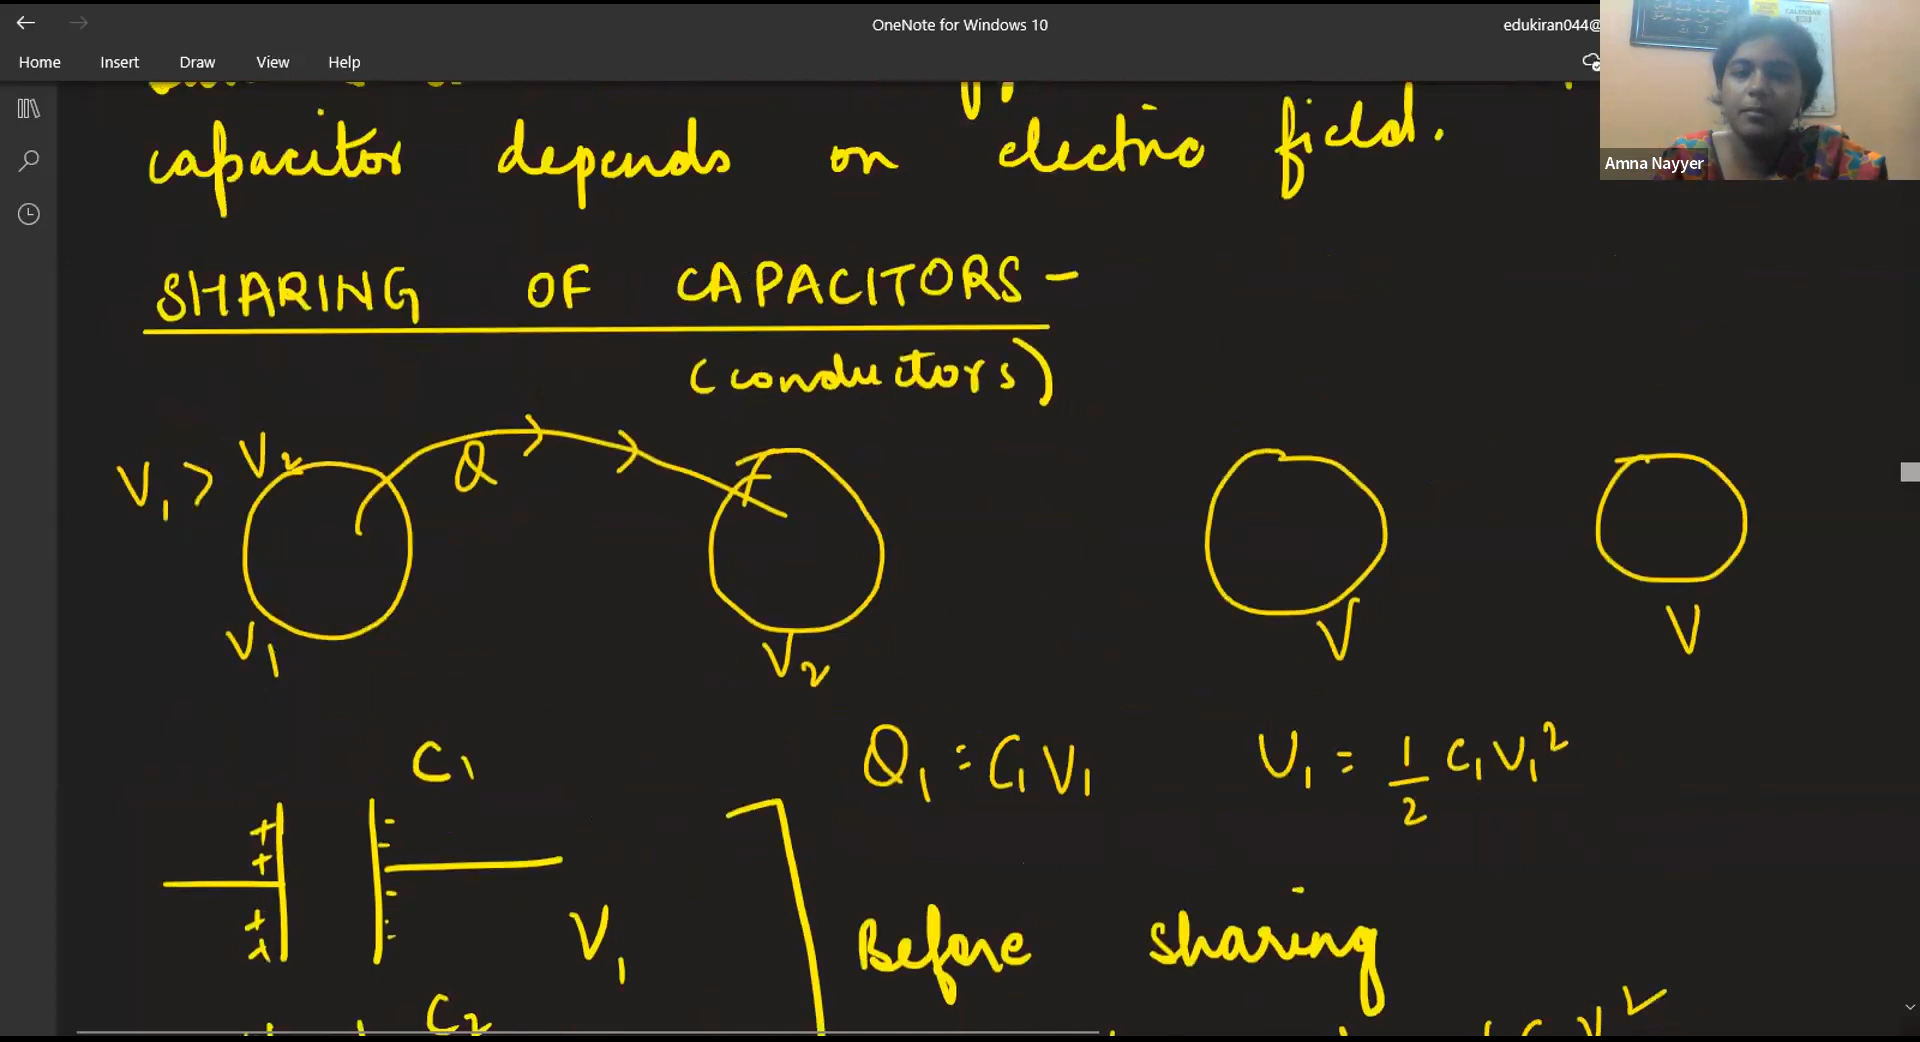 OneNote for Windows 10
edukiran044@
Home Insert Draw View Help
Amna Nayyer
capacitor depends on electric field.
SHARING OF CAPACITORS -
(conductors)
V₁ > V₂
Q
V₁
V₂
V
V
C₁
Q₁ = C₁V₁
U₁ = 1/2 C₁V₁²
V₁
Before sharing
C₂